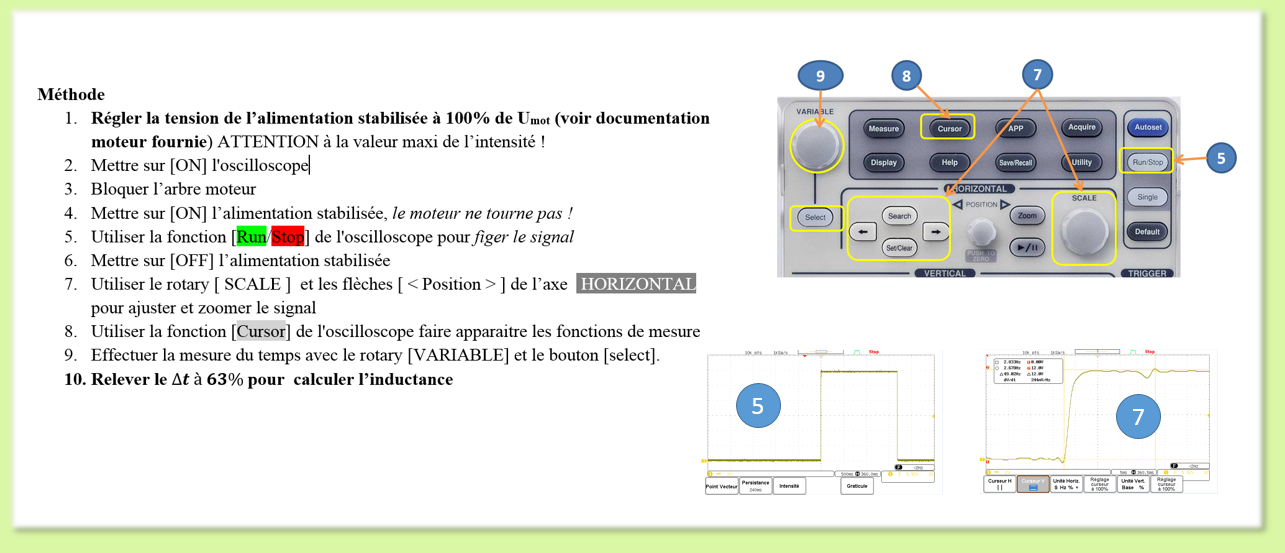 Méthode
1. Régler la tension de l’alimentation stabilisée à 100% de Umot (voir documentation
moteur fournie) ATTENTION à la valeur maxi de l’intensité !
2. Mettre sur [ON] l'oscilloscope
3. Bloquer l’arbre moteur
4. Mettre sur [ON] l’alimentation stabilisée, le moteur ne tourne pas !
5. Utiliser la fonction [Run/Stop] de l'oscilloscope pour figer le signal
6. Mettre sur [OFF] l’alimentation stabilisée
7. Utiliser le rotary [ SCALE ] et les flèches [ < Position > ] de l’axe HORIZONTAL
pour ajuster et zoomer le signal
8. Utiliser la fonction [Cursor] de l'oscilloscope faire apparaitre les fonctions de mesure
9. Effectuer la mesure du temps avec le rotary [VARIABLE] et le bouton [select].
10. Relever le Δt à 63% pour calculer l’inductance
9
8
7
VARIABLE
Measure
Cursor
APP
Acquire
Autoset
Display
Help
Save/Recall
Utility
Run/Stop
5
HORIZONTAL
Select
Search
POSITION
Zoom
SCALE
Single
Set/Clear
PUSH TO
ZERO
Default
VERTICAL
TRIGGER
Stop
5
Point Vecteur
Persistance
240ms
Intensité
Graticule
Stop
7
Curseur H
Unité Horiz.
S Hz % °
Réglage
curseur
à 100%
Unité Vert.
Base %
Réglage
curseur
à 100%